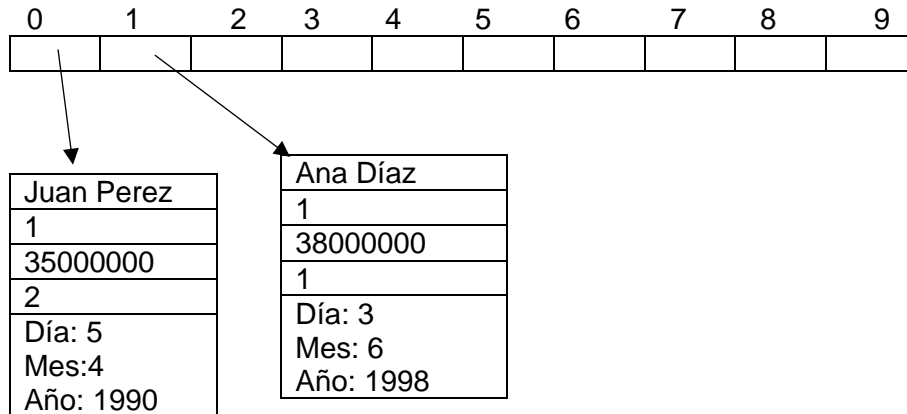 0 1 2 3 4 5 6 7 8 9
Juan Perez
1
35000000
2
Día: 5
Mes:4
Año: 1990
Ana Díaz
1
38000000
1
Día: 3
Mes: 6
Año: 1998